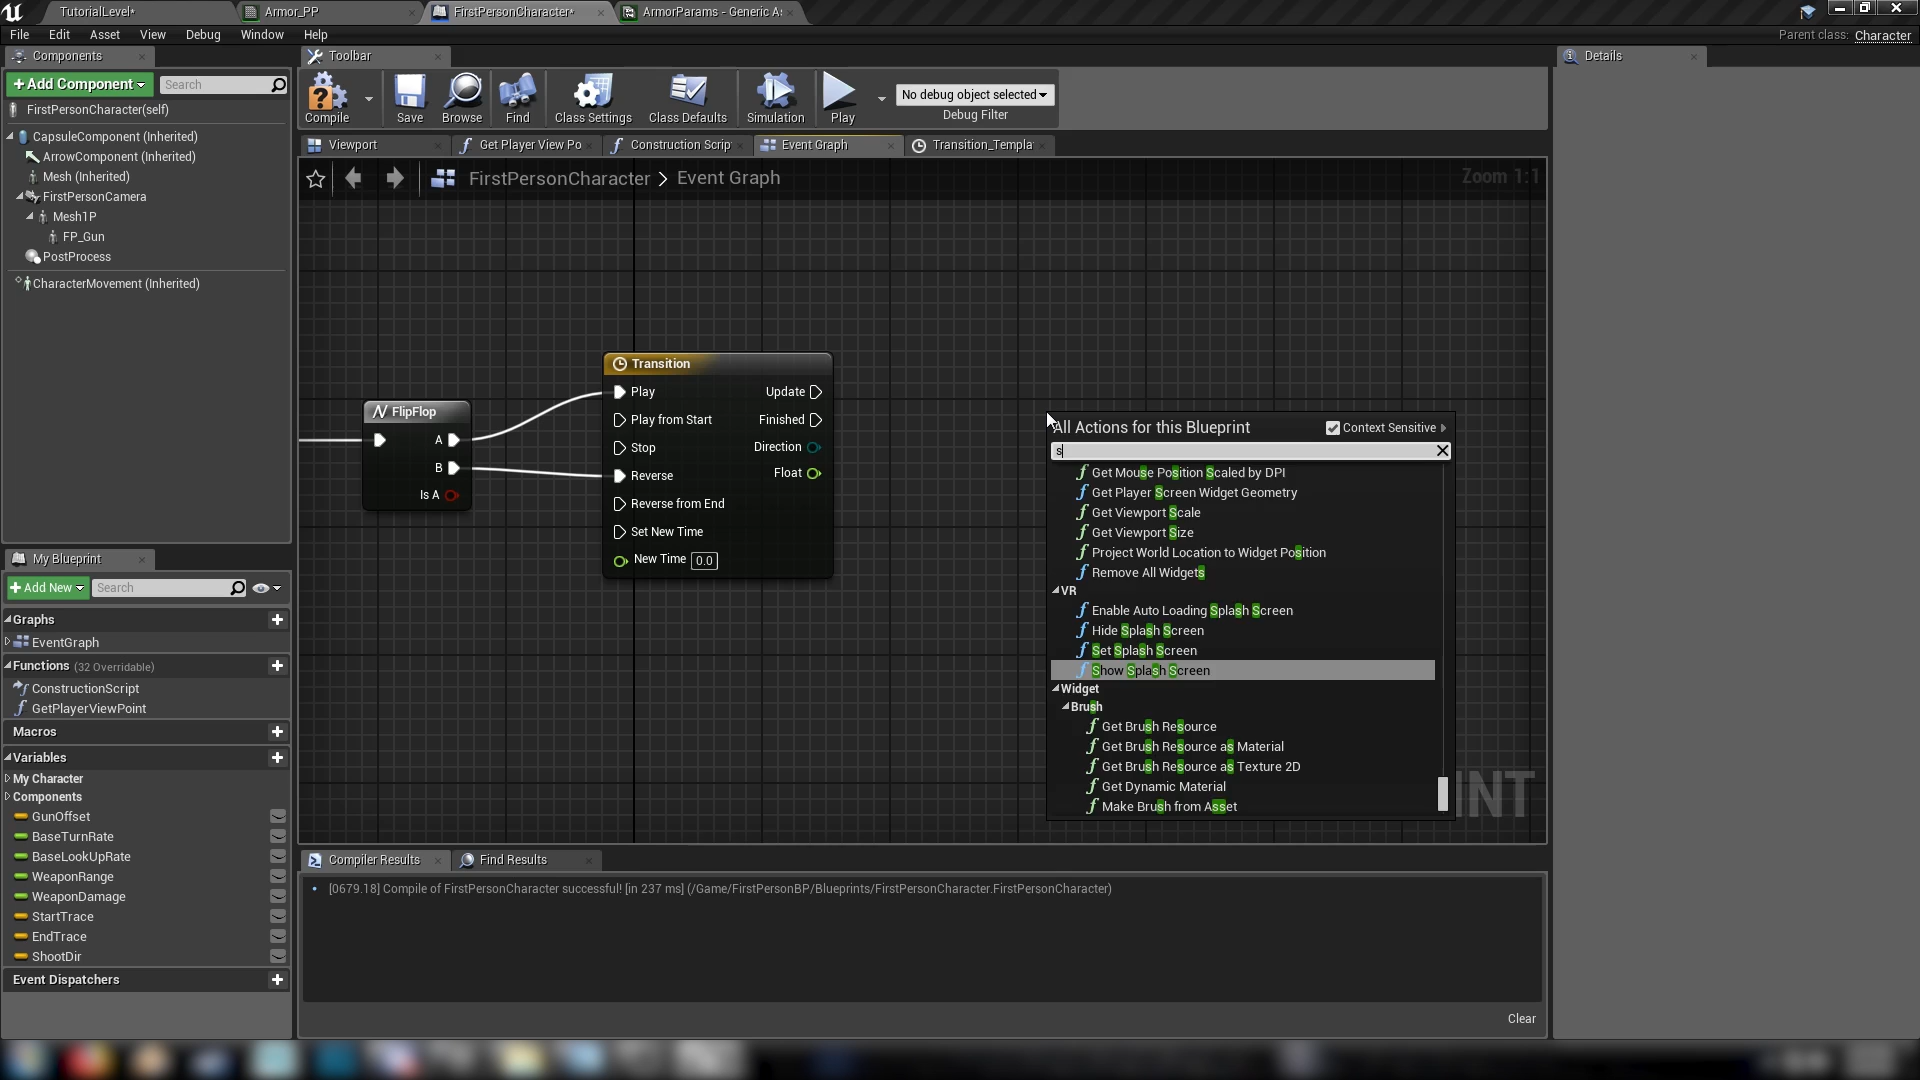 TutorialLevel*
Armor_PP
FirstPersonCharacter*
ArmorParams - Generic A
File Edit Asset View Debug Window Help
Parent class: Character
Components
Toolbar
Details
+ Add Component
Search
FirstPersonCharacter(self)
CapsuleComponent (Inherited)
ArrowComponent (Inherited)
Mesh (Inherited)
FirstPersonCamera
Mesh1P
FP_Gun
PostProcess
CharacterMovement (Inherited)
Compile
Save
Browse
Find
Class Settings
Class Defaults
Simulation
Play
No debug object selected
Debug Filter
Viewport
Get Player View Po
Construction Scrip
Event Graph
Transition_Templa
FirstPersonCharacter > Event Graph
Zoom 1:1
FlipFlop
A
B
Is A
Transition
Play
Update
Play from Start
Finished
Stop
Direction
Reverse
Float
Reverse from End
Set New Time
New Time 0.0
All Actions for this Blueprint
Context Sensitive
s
Get Mouse Position Scaled by DPI
Get Player Screen Widget Geometry
Get Viewport Scale
Get Viewport Size
Project World Location to Widget Position
Remove All Widgets
VR
Enable Auto Loading Splash Screen
Hide Splash Screen
Set Splash Screen
Show Splash Screen
Widget
Brush
Get Brush Resource
Get Brush Resource as Material
Get Brush Resource as Texture 2D
Get Dynamic Material
Make Brush from Asset
INT
My Blueprint
+ Add New
Search
Graphs
EventGraph
Functions (32 Overridable)
ConstructionScript
GetPlayerViewPoint
Macros
Variables
My Character
Components
GunOffset
BaseTurnRate
BaseLookUpRate
WeaponRange
WeaponDamage
StartTrace
EndTrace
ShootDir
Event Dispatchers
Compiler Results
Find Results
[0679.18] Compile of FirstPersonCharacter successful! [in 237 ms] (/Game/FirstPersonBP/Blueprints/FirstPersonCharacter.FirstPersonCharacter)
Clear